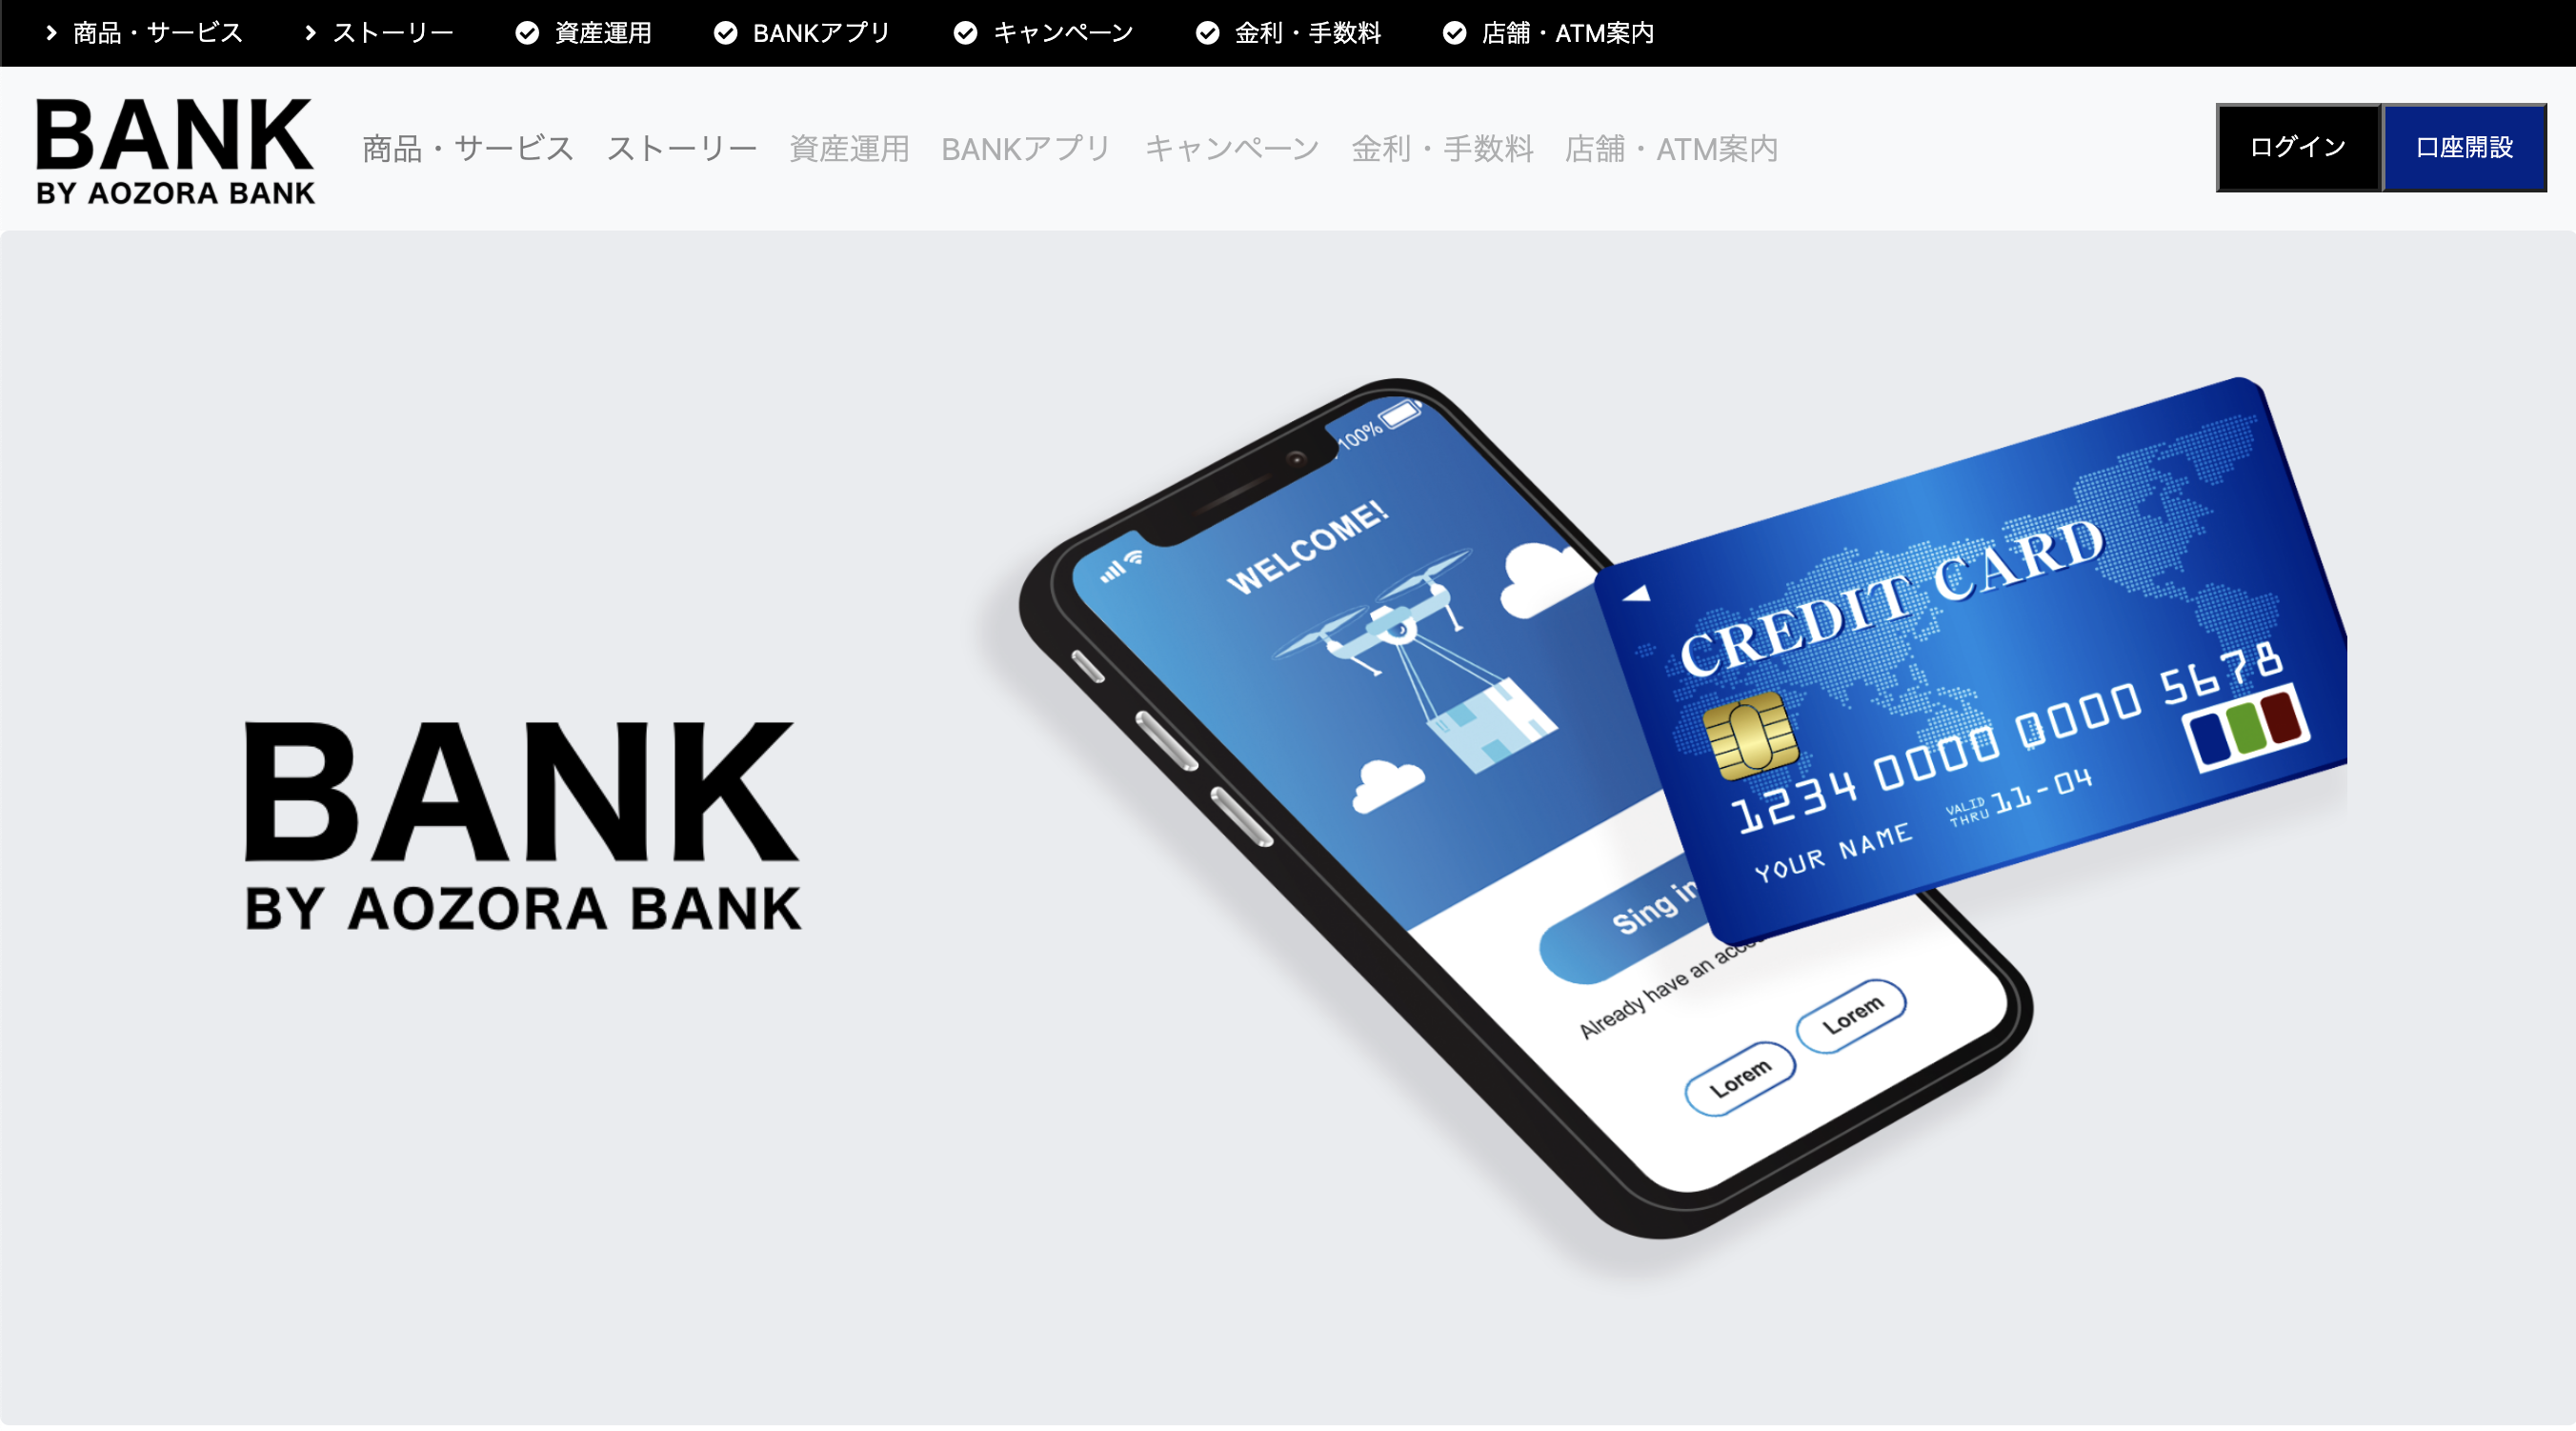 商品・サービス ストーリー 資産運用 BANKアプリ キャンペーン 金利・手数料 店舗・ATM案内
BANK
BY AOZORA BANK
商品・サービス ストーリー 資産運用 BANKアプリ キャンペーン 金利・手数料 店舗・ATM案内
ログイン 口座開設
BANK
BY AOZORA BANK
100%
WELCOME!
Sing in
Already have an
Lorem
Lorem
CREDIT CARD
1234 0000 0000 5678
VALID
THRU 11-04
YOUR NAME